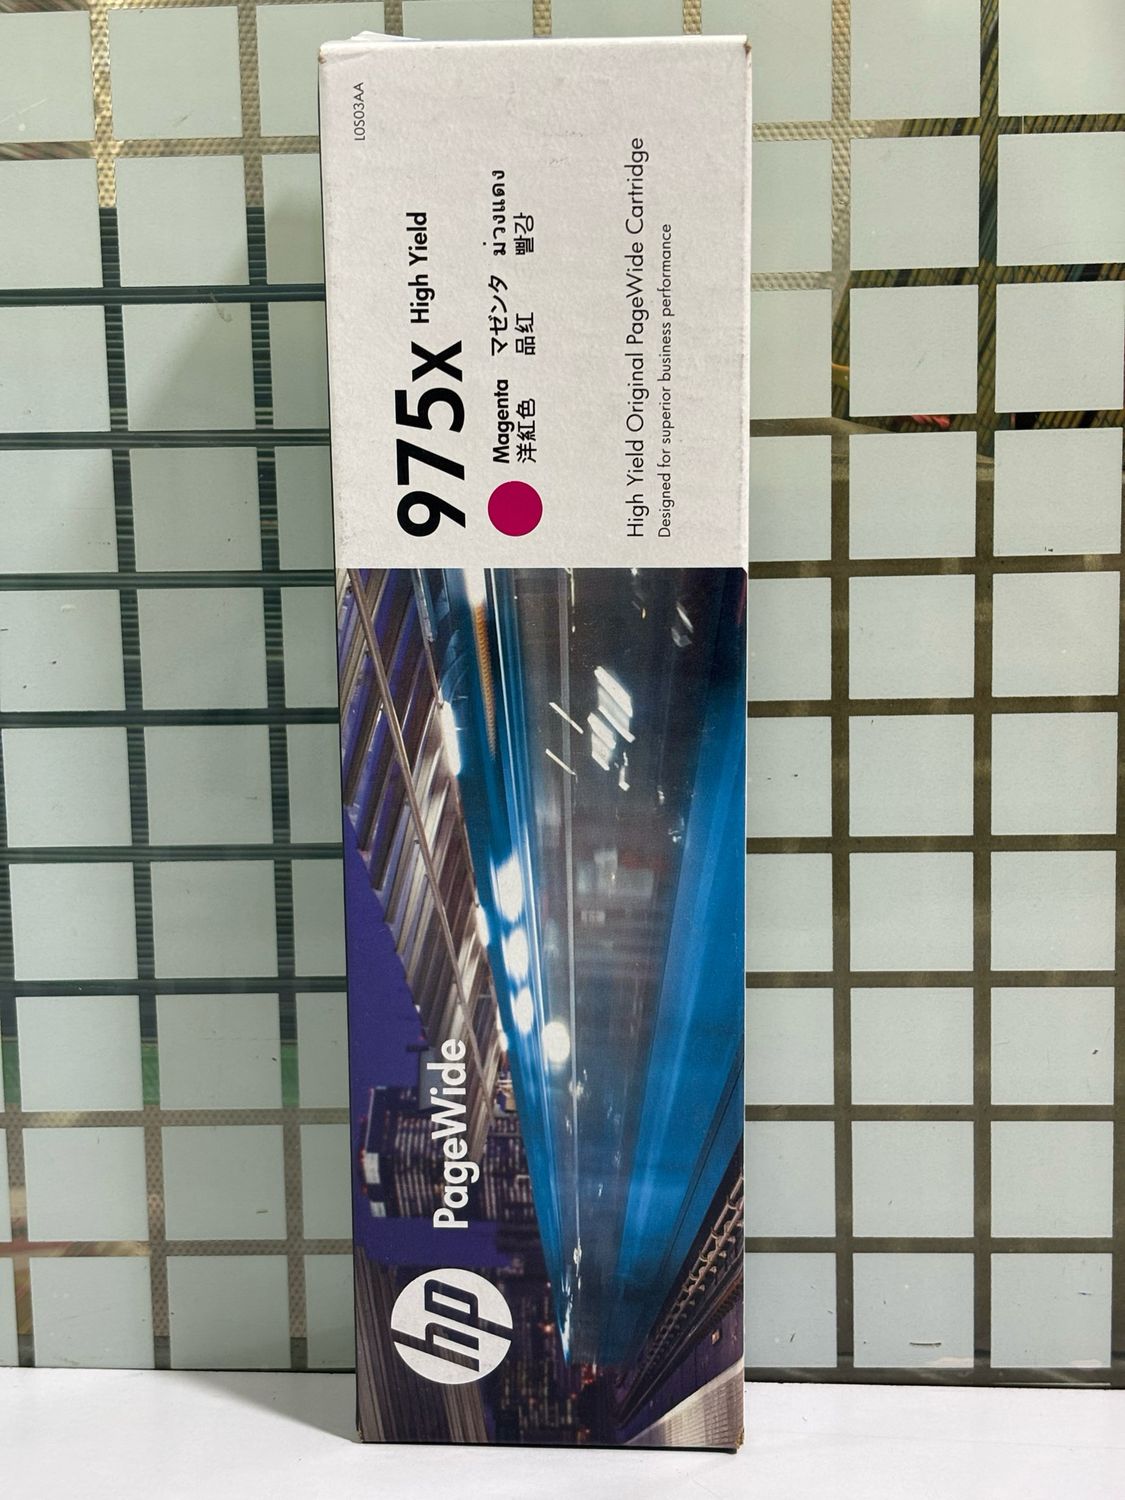 hp
PageWide
L0S03AA
975X High Yield
Magenta マゼンタ ม่วงแดง
洋紅色 品红 빨강
High Yield Original PageWide Cartridge
Designed for superior business performance